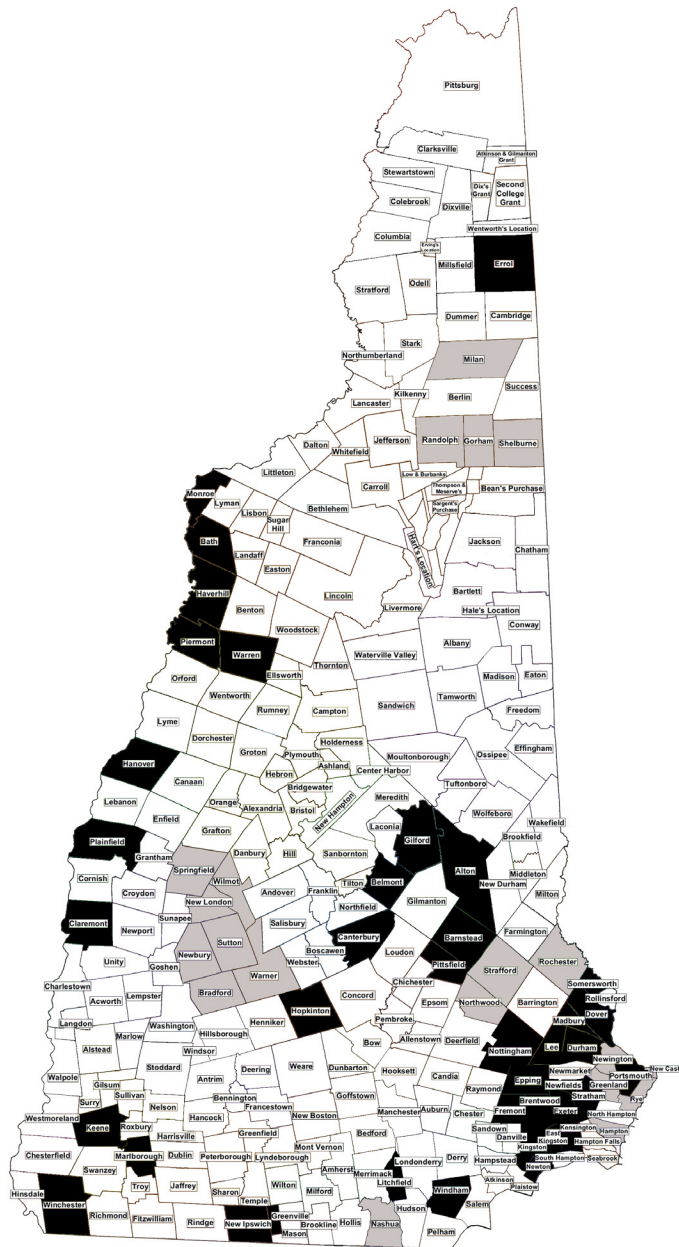 Pittsburg
Clarksville
Atkinson & Gilmanton
Grant
Stewartstown
Dix's
Grant
Second
College
Grant
Colebrook
Dixville
Wentworth's Location
Columbia
Erving's
Location
Millsfield
Errol
Stratford
Odell
Dummer
Cambridge
Stark
Northumberland
Milan
Success
Kilkenny
Berlin
Lancaster
Jefferson
Randolph
Gorham
Shelburne
Dalton
Whitefield
Littleton
Carroll
Low & Burbanks
Thompson &
Meserve's
Bean's Purchase
Monroe
Lyman
Lisbon
Sugar
Hill
Bethlehem
Sargent's
Purchase
Bath
Landaff
Franconia
Hart's Location
Jackson
Chatham
Easton
Haverhill
Lincoln
Bartlett
Benton
Livermore
Hale's Location
Conway
Woodstock
Piermont
Warren
Albany
Waterville Valley
Thornton
Ellsworth
Orford
Madison
Eaton
Wentworth
Sandwich
Tamworth
Rumney
Campton
Freedom
Lyme
Dorchester
Holderness
Effingham
Groton
Plymouth
Ossipee
Moultonborough
Hanover
Ashland
Center Harbor
Hebron
Canaan
Bridgewater
Tuftonboro
Lebanon
Orange
Alexandria
Bristol
New Hampton
Meredith
Wolfeboro
Enfield
Wakefield
Laconia
Grafton
Brookfield
Plainfield
Gilford
Danbury
Hill
Sanbornton
Grantham
Springfield
Alton
Middleton
Cornish
Wilmot
Tilton
Belmont
New Durham
Croydon
Andover
Franklin
Milton
New London
Gilmanton
Northfield
Claremont
Sunapee
Salisbury
Newport
Farmington
Canterbury
Barnstead
Sutton
Newbury
Boscawen
Loudon
Unity
Goshen
Webster
Pittsfield
Rochester
Warner
Strafford
Charlestown
Acworth
Lempster
Bradford
Concord
Chichester
Somersworth
Northwood
Barrington
Rollinsford
Epsom
Hopkinton
Dover
Langdon
Washington
Henniker
Pembroke
Madbury
Hillsborough
Marlow
Allenstown
Deerfield
Bow
Alstead
Lee
Durham
Windsor
Nottingham
Newington
Stoddard
Deering
Weare
Dunbarton
Hooksett
Newmarket
New Cast
Walpole
Antrim
Candia
Portsmouth
Epping
Gilsum
Newfields
Greenland
Raymond
Sullivan
Bennington
Goffstown
Stratham
Surry
Nelson
Francestown
Brentwood
Rye
Hancock
New Boston
Manchester
Auburn
Chester
Fremont
Exeter
North Hampton
Westmoreland
Keene
Roxbury
Sandown
Kensington
Hampton
Harrisville
Greenfield
Bedford
Danville
East
Kingston
Hampton Falls
Chesterfield
Marlborough
Dublin
Peterborough
Lyndeborough
Mont Vernon
Londonderry
Derry
Hampstead
Kingston
South Hampton
Seabrook
Swanzey
Amherst
Merrimack
Newton
Troy
Jaffrey
Sharon
Wilton
Milford
Litchfield
Atkinson
Plaistow
Hinsdale
Temple
Windham
Winchester
Salem
Richmond
Fitzwilliam
Rindge
New Ipswich
Greenville
Mason
Brookline
Hollis
Nashua
Hudson
Pelham